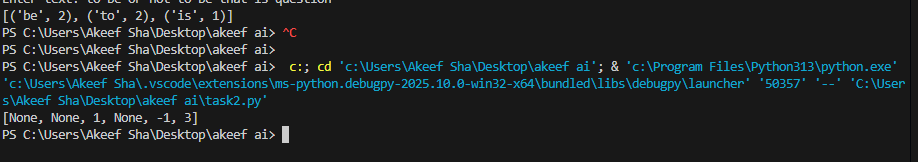 Enter text: to be or not to be that is question
[('be', 2), ('to', 2), ('is', 1)]
PS C:\Users\Akeef Sha\Desktop\akeef ai> ^C
PS C:\Users\Akeef Sha\Desktop\akeef ai>
PS C:\Users\Akeef Sha\Desktop\akeef ai>  c:; cd 'c:\Users\Akeef Sha\Desktop\akeef ai'; & 'c:\Program Files\Python313\python.exe'
'c:\Users\Akeef Sha\.vscode\extensions\ms-python.debugpy-2025.10.0-win32-x64\bundled\libs\debugpy\launcher' '50357' '--' 'C:\User
s\Akeef Sha\Desktop\akeef ai\task2.py'
[None, None, 1, None, -1, 3]
PS C:\Users\Akeef Sha\Desktop\akeef ai>